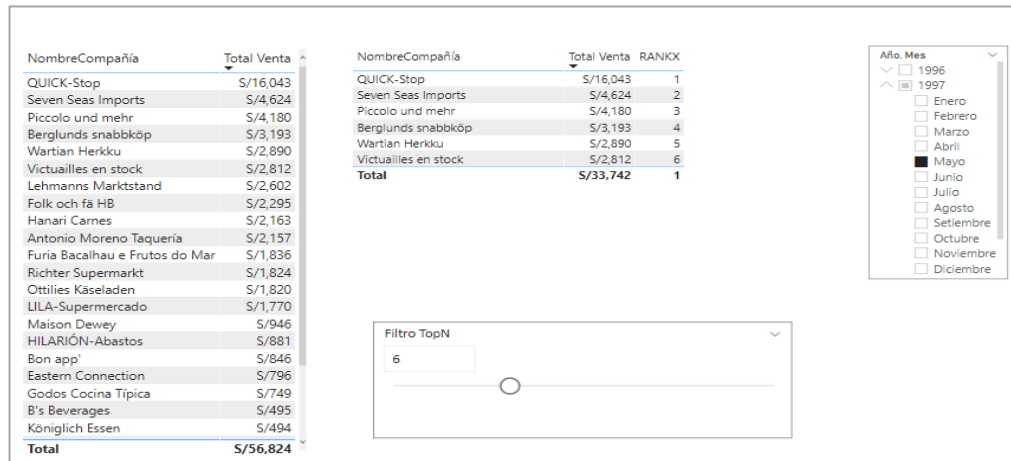 NombreCompañía Total Venta
QUICK-Stop S/16,043
Seven Seas Imports S/4,624
Piccolo und mehr S/4,180
Berglunds snabbköp S/3,193
Wartian Herkku S/2,890
Victuailles en stock S/2,812
Lehmanns Marktstand S/2,602
Folk och fä HB S/2,295
Hanari Carnes S/2,163
Antonio Moreno Taquería S/2,157
Furia Bacalhau e Frutos do Mar S/1,836
Richter Supermarkt S/1,824
Ottilies Käseladen S/1,820
LILA-Supermercado S/1,770
Maison Dewey S/946
HILARIÓN-Abastos S/881
Bon app' S/846
Eastern Connection S/796
Godos Cocina Típica S/749
B's Beverages S/495
Königlich Essen S/494
Total S/56,824
NombreCompañía Total Venta RANKX
QUICK-Stop S/16,043 1
Seven Seas Imports S/4,624 2
Piccolo und mehr S/4,180 3
Berglunds snabbköp S/3,193 4
Wartian Herkku S/2,890 5
Victuailles en stock S/2,812 6
Total S/33,742 1
Filtro TopN
6
Año, Mes
1996
1997
Enero
Febrero
Marzo
Abril
Mayo
Junio
Julio
Agosto
Setiembre
Octubre
Noviembre
Diciembre